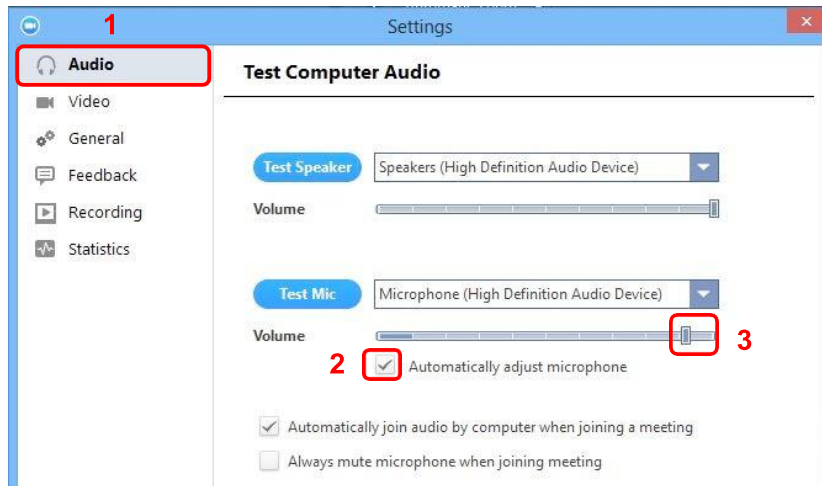 1
Settings
Audio
Video
General
Feedback
Recording
Statistics
Test Computer Audio
Test Speaker Speakers (High Definition Audio Device)
Volume
Test Mic Microphone (High Definition Audio Device)
Volume
3
2 Automatically adjust microphone
Automatically join audio by computer when joining a meeting
Always mute microphone when joining meeting